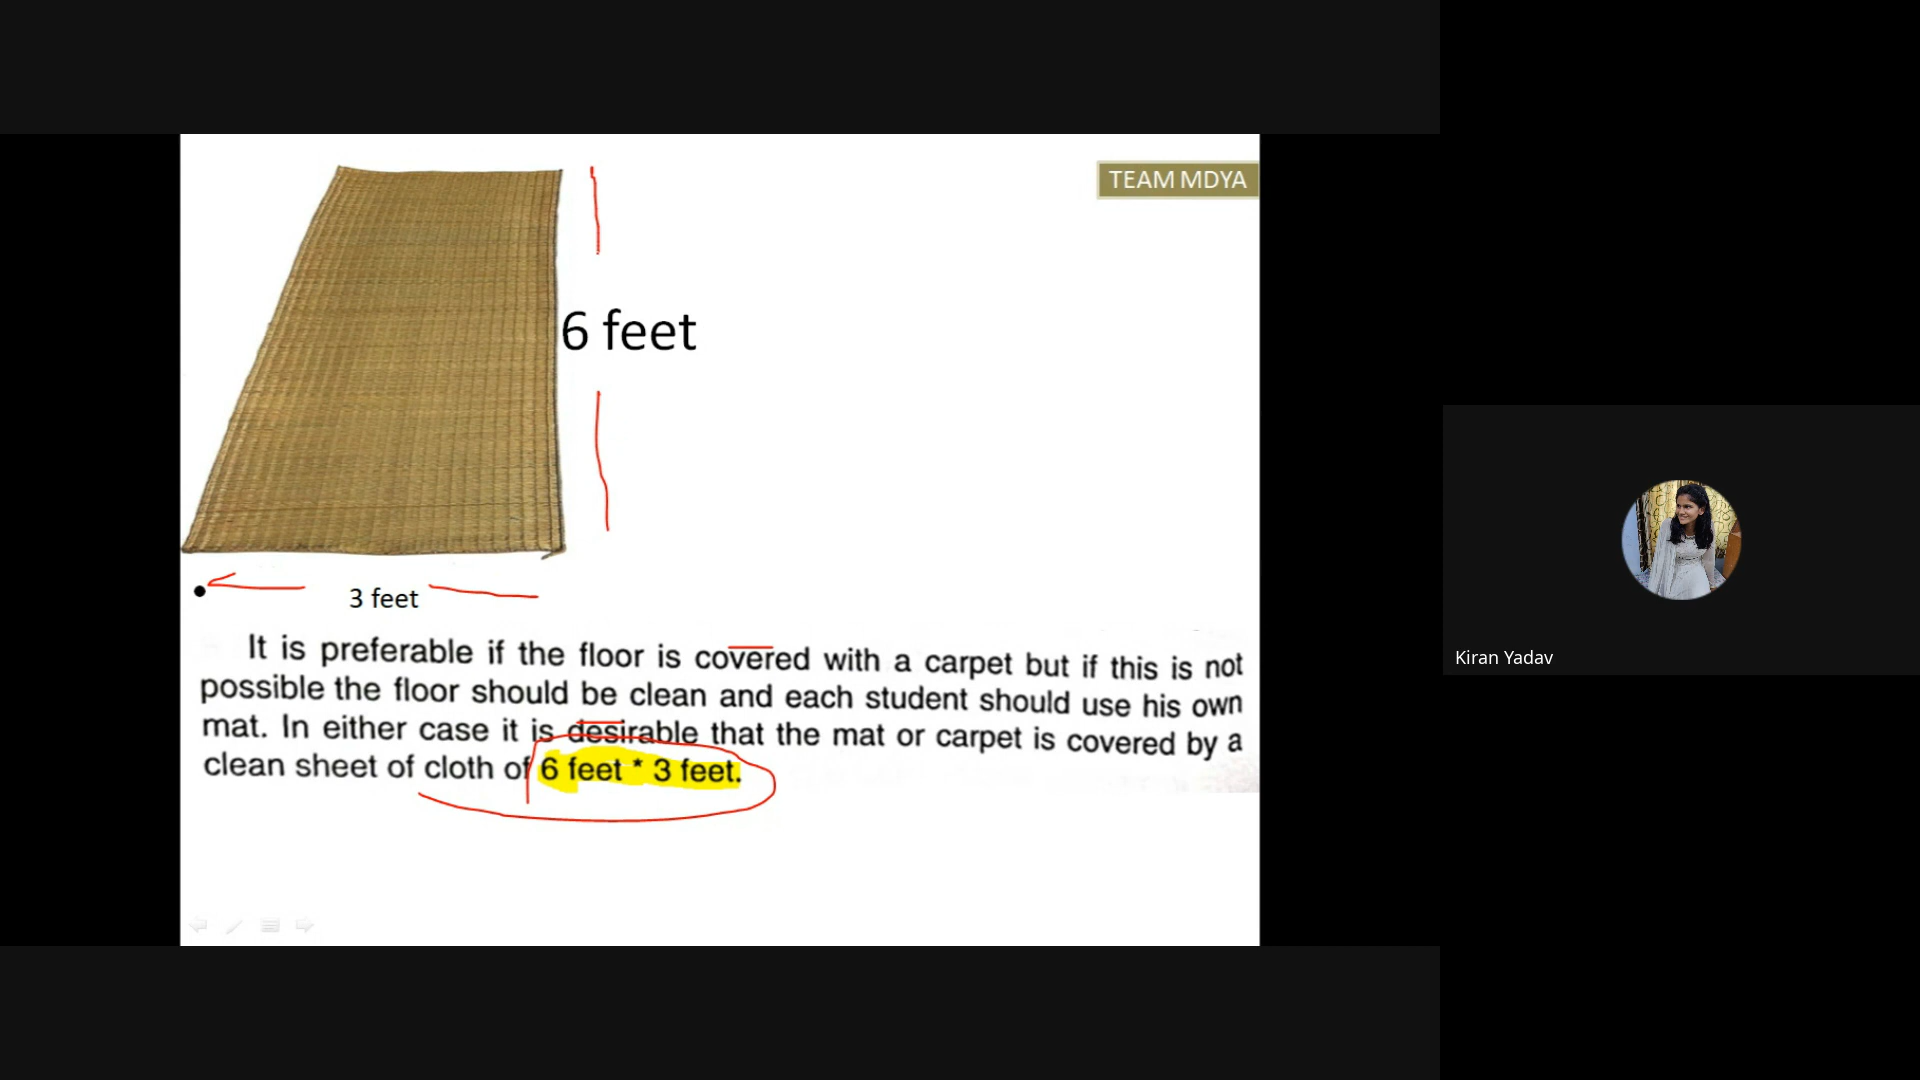 TEAM MDYA
6 feet
3 feet
It is preferable if the floor is covered with a carpet but if this is not
possible the floor should be clean and each student should use his own
mat. In either case it is desirable that the mat or carpet is covered by a
clean sheet of cloth of 6 feet * 3 feet.
Kiran Yadav